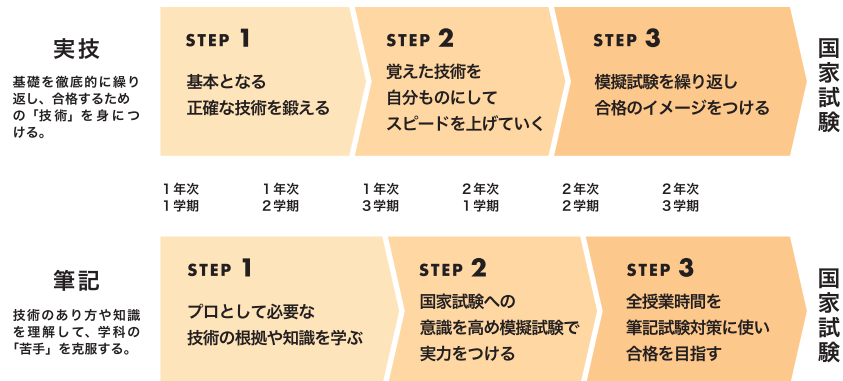 実技
基礎を徹底的に繰り
返し、合格するため
の「技術」を身につ
ける。
STEP 1
基本となる
正確な技術を鍛える
STEP 2
覚えた技術を
自分ものにして
スピードを上げていく
STEP 3
模擬試験を繰り返し
合格のイメージをつける
国家試験
1年次
1学期
1年次
2学期
1年次
3学期
2年次
1学期
2年次
2学期
2年次
3学期
筆記
技術のあり方や知識
を理解して、学科の
「苦手」を克服する。
STEP 1
プロとして必要な
技術の根拠や知識を学ぶ
STEP 2
国家試験への
意識を高め模擬試験で
実力をつける
STEP 3
全授業時間を
筆記試験対策に使い
合格を目指す
国家試験